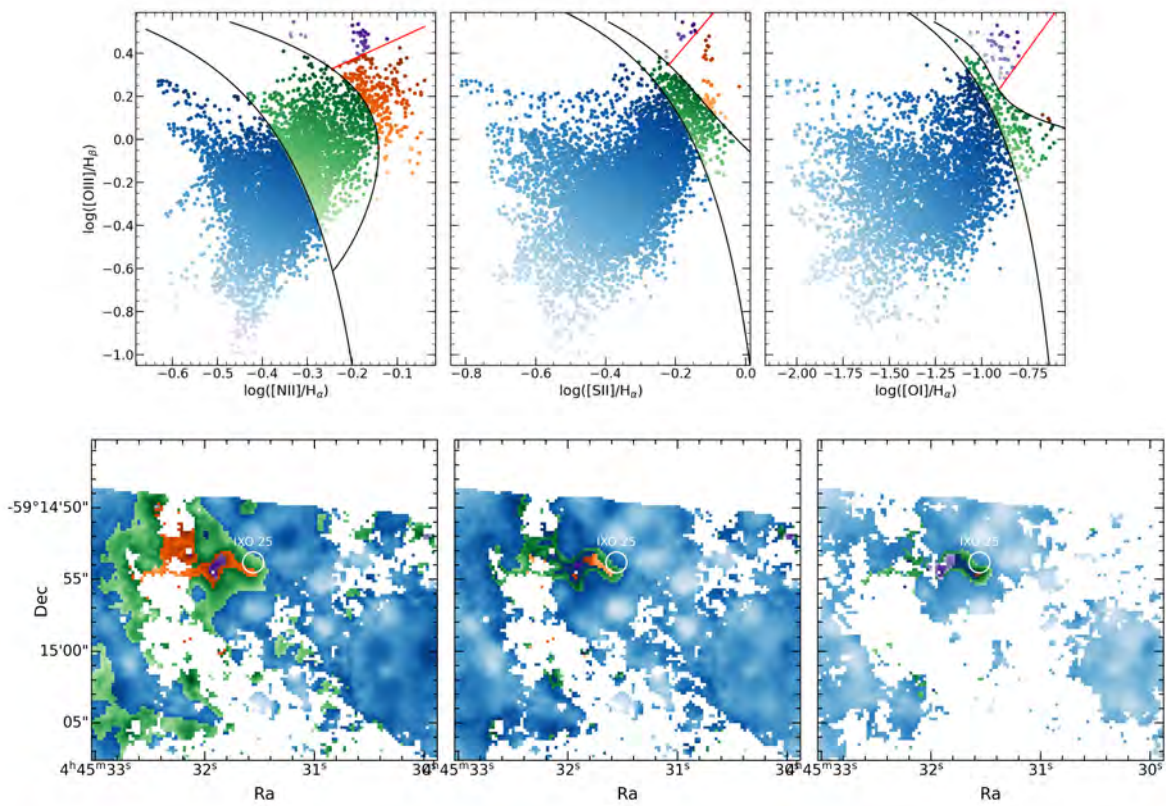 0.4
0.2
0.0
−0.2
−0.4
−0.6
−0.8
−1.0
log([OIII]/Hβ)
−0.6 −0.5 −0.4 −0.3 −0.2 −0.1
log([NII]/Hα)
−0.8 −0.6 −0.4 −0.2 0.0
log([SII]/Hα)
−2.00 −1.75 −1.50 −1.25 −1.00 −0.75
log([OI]/Hα)
-59°14'50"
55"
15'00"
05"
Dec
IXO 25
IXO 25
IXO 25
4ʰ45ᵐ33ˢ 32ˢ 31ˢ 30ˢ
4ʰ45ᵐ33ˢ 32ˢ 31ˢ 30ˢ
4ʰ45ᵐ33ˢ 32ˢ 31ˢ 30ˢ
Ra
Ra
Ra